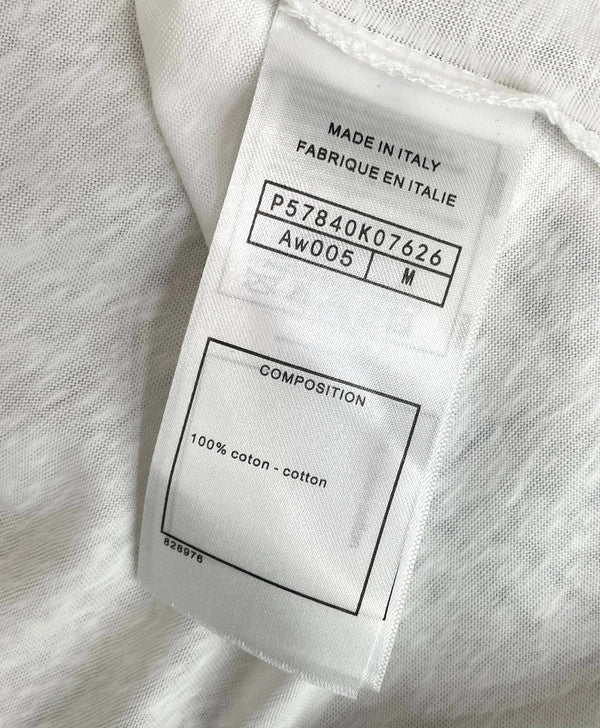 MADE IN ITALY
FABRIQUE EN ITALIE
P57840K07626
Aw005 M
COMPOSITION
100% coton - cotton
828976